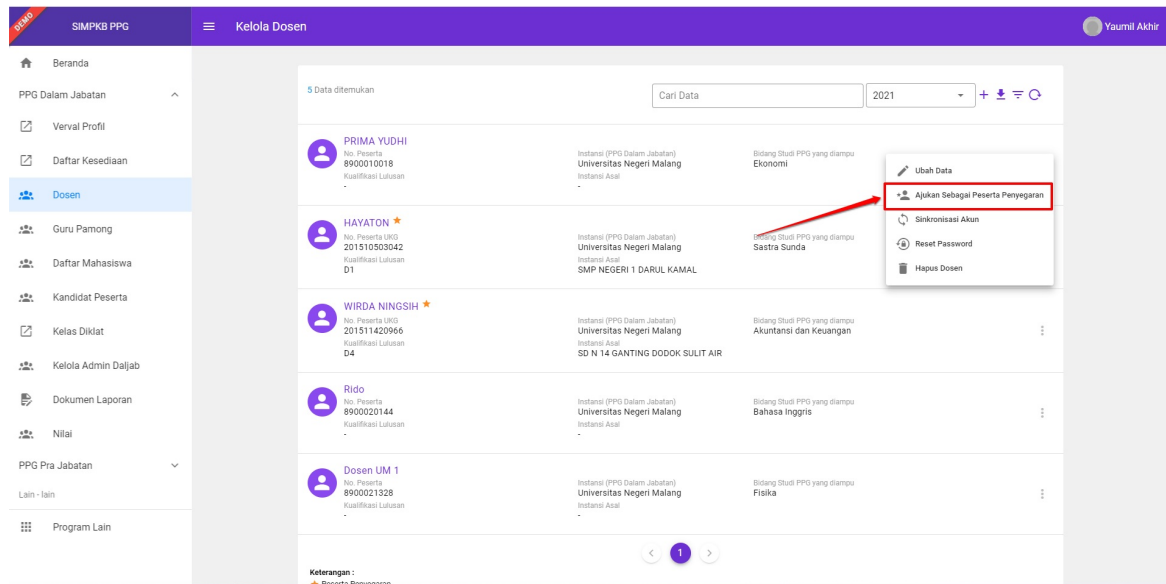 DEMO
SIMPKB PPG
Kelola Dosen
Yaumil Akhir
Beranda
PPG Dalam Jabatan
Verval Profil
Daftar Kesediaan
Dosen
Guru Pamong
Daftar Mahasiswa
Kandidat Peserta
Kelas Diklat
Kelola Admin Daljab
Dokumen Laporan
Nilai
PPG Pra Jabatan
Lain - lain
Program Lain
5 Data ditemukan
Cari Data
2021
PRIMA YUDHI
No. Peserta
8900010018
Kualifikasi Lulusan
-
Instansi (PPG Dalam Jabatan)
Universitas Negeri Malang
Instansi Asal
-
Bidang Studi PPG yang diampu
Ekonomi
Ubah Data
Ajukan Sebagai Peserta Penyegaran
Sinkronisasi Akun
Reset Password
Hapus Dosen
HAYATON
No. Peserta UKG
201510503042
Kualifikasi Lulusan
D1
Instansi (PPG Dalam Jabatan)
Universitas Negeri Malang
Instansi Asal
SMP NEGERI 1 DARUL KAMAL
Bidang Studi PPG yang diampu
Sastra Sunda
WIRDA NINGSIH
No. Peserta UKG
201511420966
Kualifikasi Lulusan
D4
Instansi (PPG Dalam Jabatan)
Universitas Negeri Malang
Instansi Asal
SD N 14 GANTING DODOK SULIT AIR
Bidang Studi PPG yang diampu
Akuntansi dan Keuangan
Rido
No. Peserta
8900020144
Kualifikasi Lulusan
-
Instansi (PPG Dalam Jabatan)
Universitas Negeri Malang
Instansi Asal
-
Bidang Studi PPG yang diampu
Bahasa Inggris
Dosen UM 1
No. Peserta
8900021328
Kualifikasi Lulusan
-
Instansi (PPG Dalam Jabatan)
Universitas Negeri Malang
Instansi Asal
-
Bidang Studi PPG yang diampu
Fisika
1
Keterangan :
Peserta Penyegaran